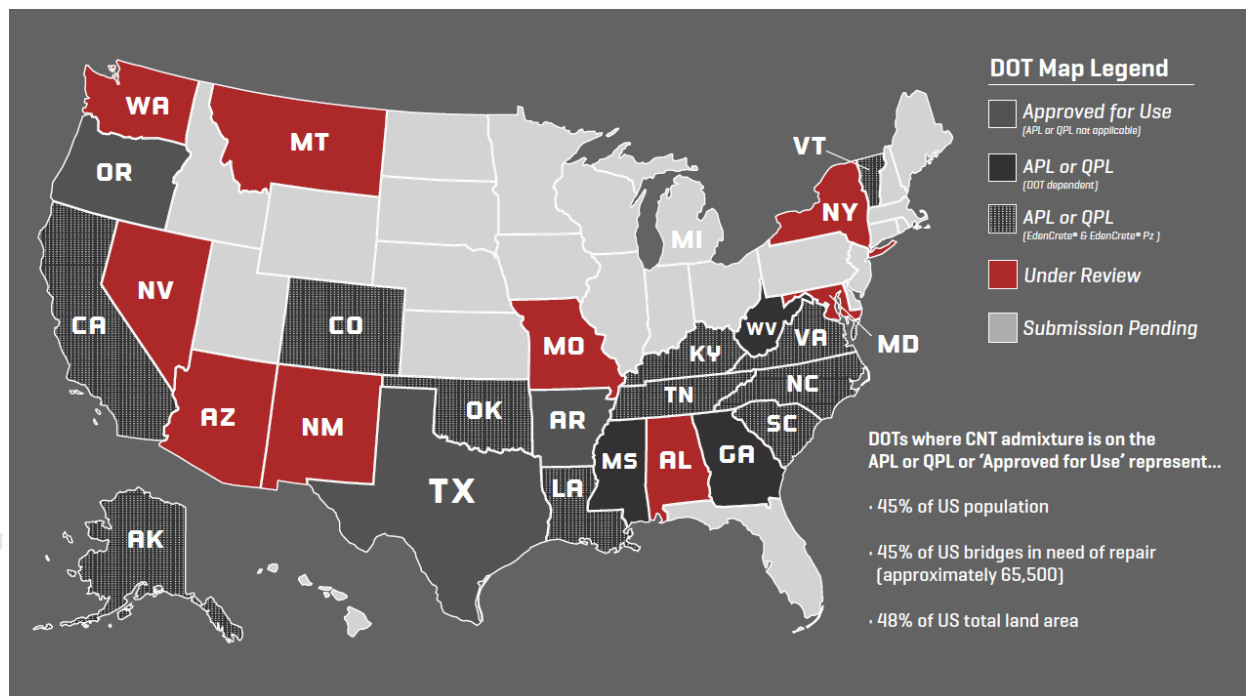 DOT Map Legend
Approved for Use
(APL or QPL not applicable)
APL or QPL
(DOT dependent)
APL or QPL
(EdenCrete® & EdenCrete® Pz )
Under Review
Submission Pending
WA
MT
OR
VT
NY
MI
NV
CA
CO
MO
WV
VA
MD
KY
NC
TN
AZ
NM
OK
AR
SC
MS
AL
GA
TX
LA
AK
DOTs where CNT admixture is on the
APL or QPL or ‘Approved for Use’ represent...
· 45% of US population
· 45% of US bridges in need of repair
(approximately 65,500)
· 48% of US total land area